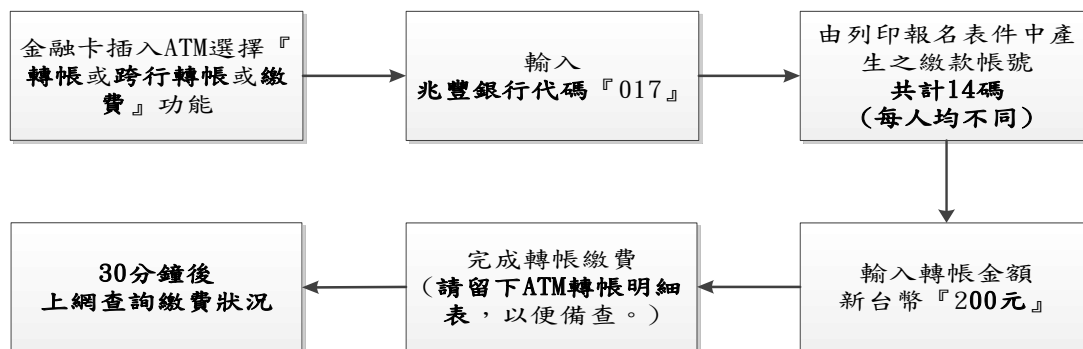 金融卡插入ATM選擇『
轉帳或跨行轉帳或繳
費』功能
輸入
兆豐銀行代碼『017』
由列印報名表件中產
生之繳款帳號
共計14碼
(每人均不同)
輸入轉帳金額
新台幣『200元』
完成轉帳繳費
（請留下ATM轉帳明細
表，以便備查。）
30分鐘後
上網查詢繳費狀況